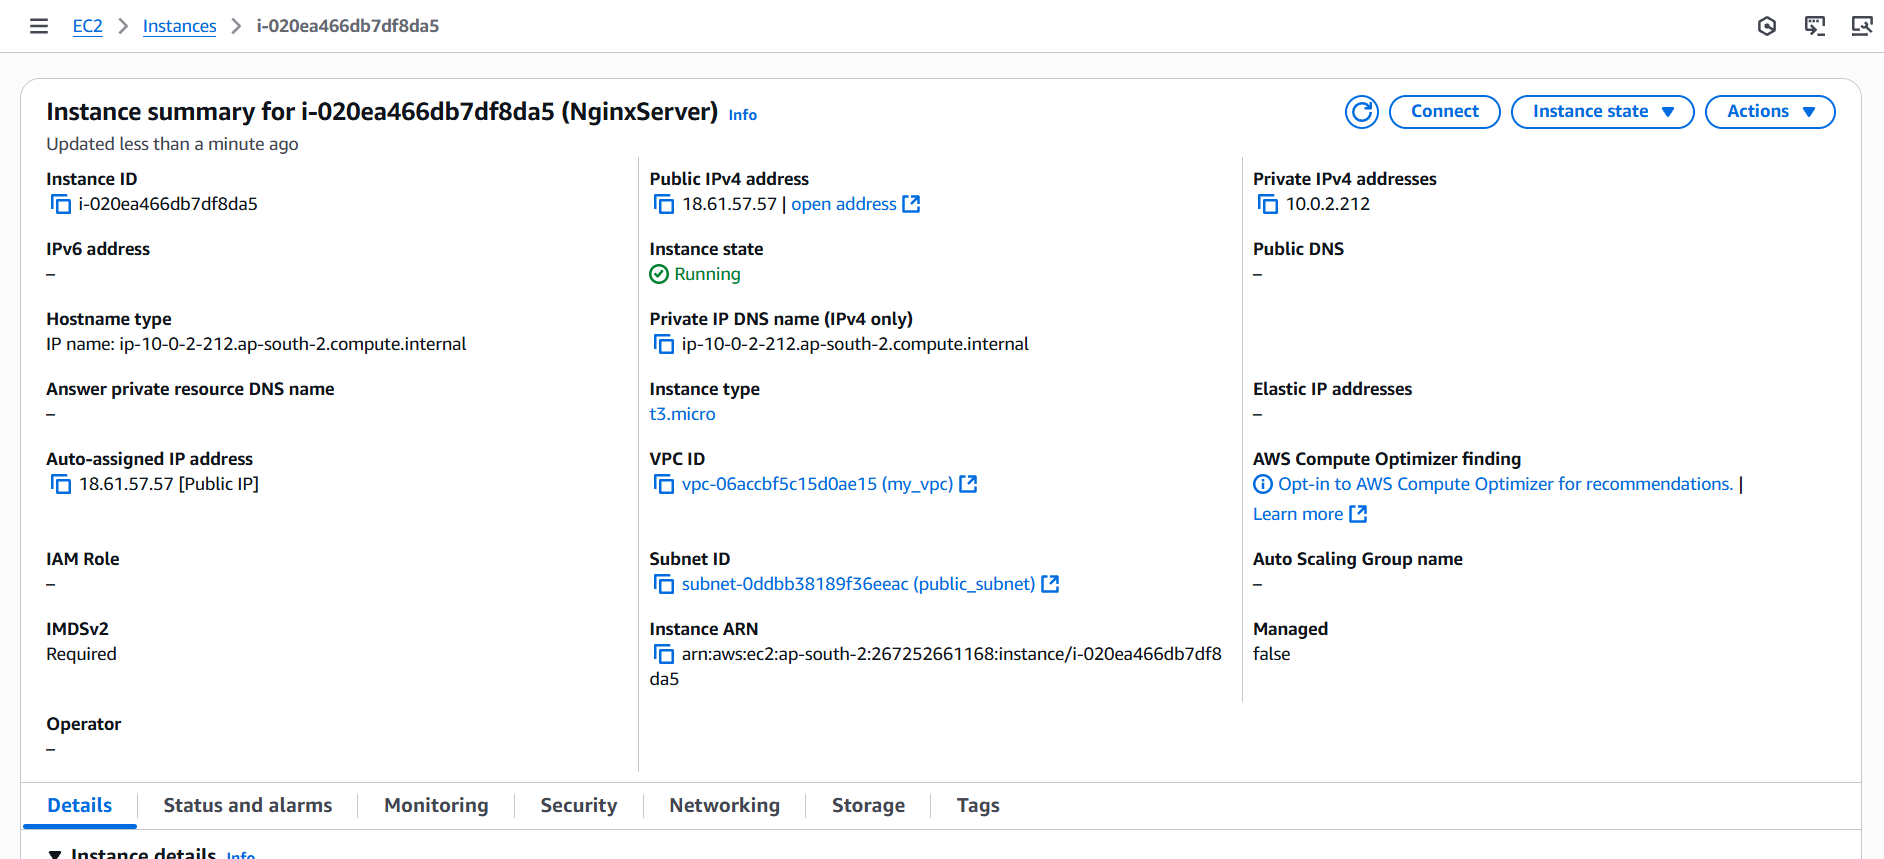 EC2 > Instances > i-020ea466db7df8da5
Instance summary for i-020ea466db7df8da5 (NginxServer) Info
Connect
Instance state
Actions
Updated less than a minute ago
Instance ID
i-020ea466db7df8da5
Public IPv4 address
18.61.57.57 | open address
Private IPv4 addresses
10.0.2.212
IPv6 address
–
Instance state
Running
Public DNS
–
Hostname type
IP name: ip-10-0-2-212.ap-south-2.compute.internal
Private IP DNS name (IPv4 only)
ip-10-0-2-212.ap-south-2.compute.internal
Answer private resource DNS name
–
Instance type
t3.micro
Elastic IP addresses
–
Auto-assigned IP address
18.61.57.57 [Public IP]
VPC ID
vpc-06accbf5c15d0ae15 (my_vpc)
AWS Compute Optimizer finding
Opt-in to AWS Compute Optimizer for recommendations. |
Learn more
IAM Role
–
Subnet ID
subnet-0ddbb38189f36eeac (public_subnet)
Auto Scaling Group name
–
IMDSv2
Required
Instance ARN
arn:aws:ec2:ap-south-2:267252661168:instance/i-020ea466db7df8
da5
Managed
false
Operator
–
Details
Status and alarms
Monitoring
Security
Networking
Storage
Tags
Instance details Info